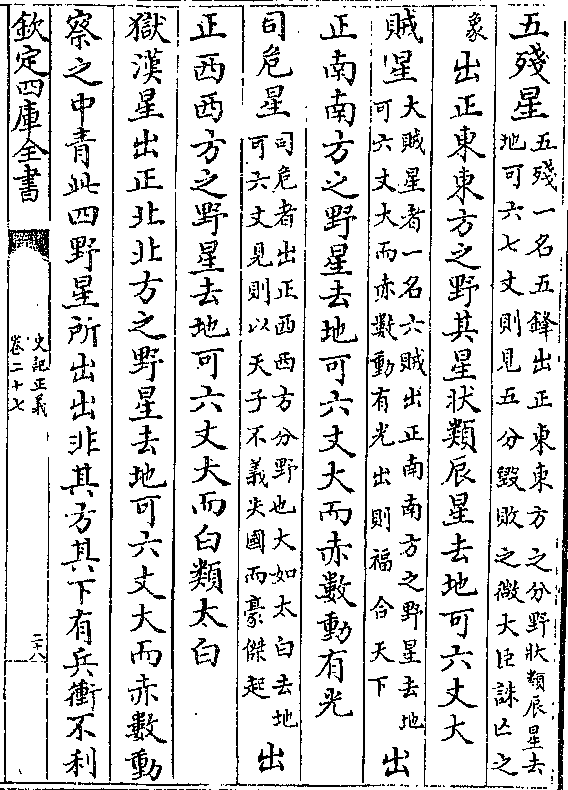 五殘星五殘一名五鋒出正東東方之分野狀類辰星去
地可六七丈則見五分毀敗之徵大臣誅亡之
象出正東東方之野其星狀類辰星去地可六丈大
賊星大賊星者一名六賊出正南南方之野星去地
可六丈大而赤數動有光出則福合天下出
正南南方之野星去地可六丈大而赤數動有光
司危星司危者出正西西方分野也大如太白去地
可六丈見則以天子不義失國而豪傑起出
正西西方之野星去地可六丈大而白類太白
獄漢星出正北北方之野星去地可六丈大而赤數動
察之中青此四野星所出出非其方其下有兵衝不利
欽定四庫全書
史記正義
卷二十七
二十八